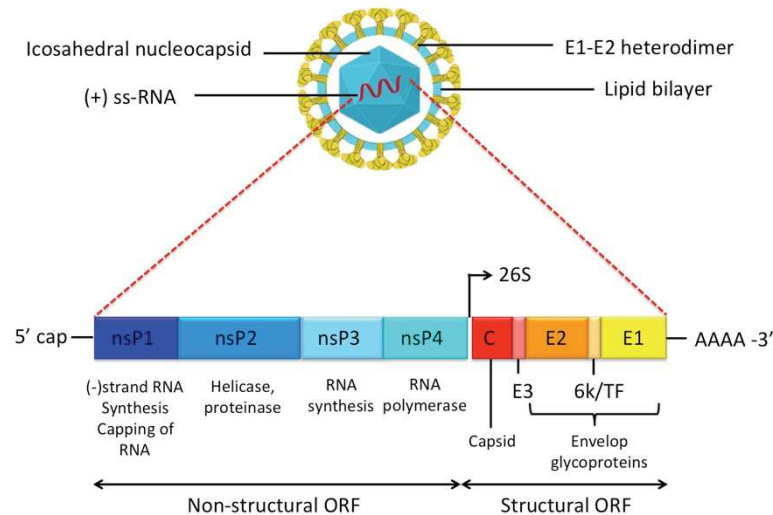 Icosahedral nucleocapsid
E1-E2 heterodimer
(+) ss-RNA
Lipid bilayer
26S
5’ cap
nsP1
nsP2
nsP3
nsP4
C
E2
E1
AAAA -3’
(-)strand RNA
Synthesis
Capping of
RNA
Helicase,
proteinase
RNA
synthesis
RNA
polymerase
E3
6k/TF
Capsid
Envelop
glycoproteins
Non-structural ORF
Structural ORF